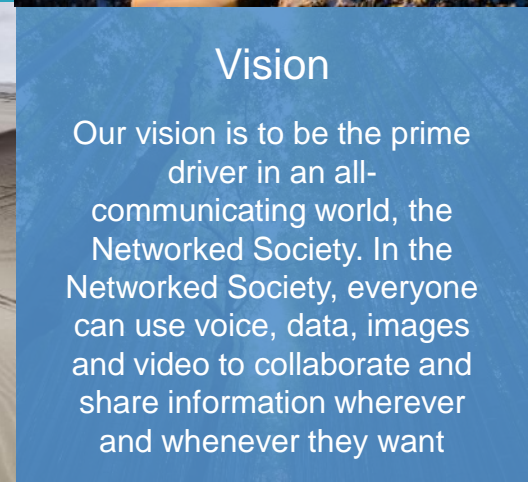 Vision
Our vision is to be the prime
driver in an all-
communicating world, the
Networked Society. In the
Networked Society, everyone
can use voice, data, images
and video to collaborate and
share information wherever
and whenever they want